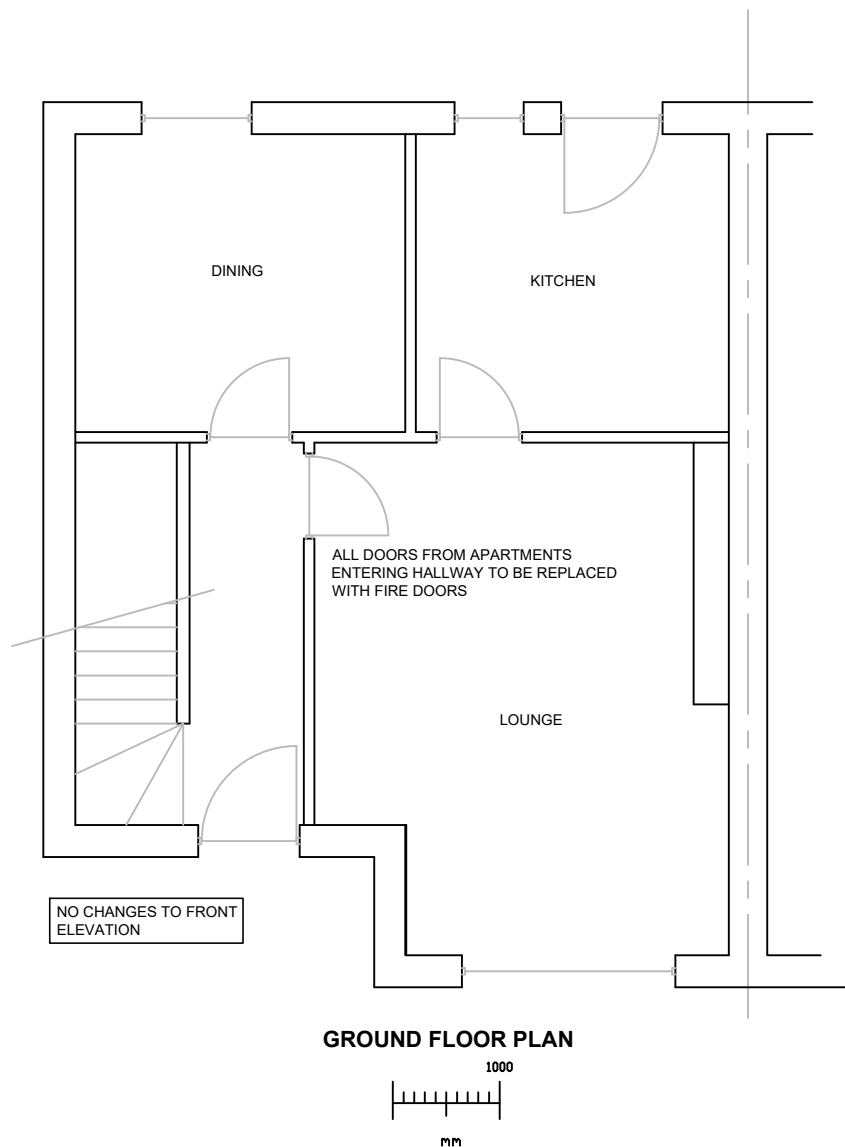 DINING
KITCHEN
ALL DOORS FROM APARTMENTS
ENTERING HALLWAY TO BE REPLACED
WITH FIRE DOORS
LOUNGE
NO CHANGES TO FRONT
ELEVATION
GROUND FLOOR PLAN
1000
MM